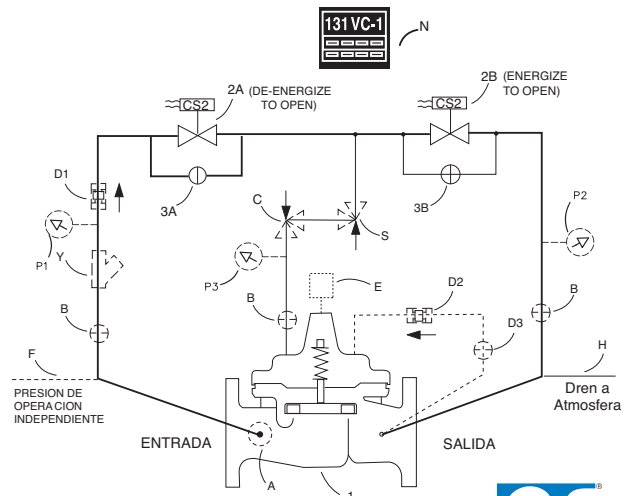 131 VC-1
N
2A (DE-ENERGIZE
TO OPEN)
2B (ENERGIZE
TO OPEN)
CS2
CS2
D1
3A
3B
C
S
P1
P2
Y
P3
E
D2
B
B
B
D3
F
H
PRESION DE
OPERACION
INDEPENDIENTE
Dren a
Atmosfera
ENTRADA
SALIDA
A
1
®